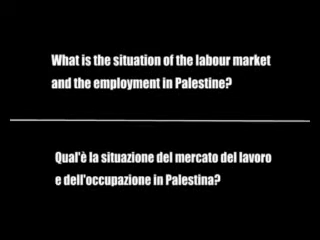 What is the situation of the labour market
and the employment in Palestine?
Qual'è la situazione del mercato del lavoro
e dell'occupazione in Palestina?